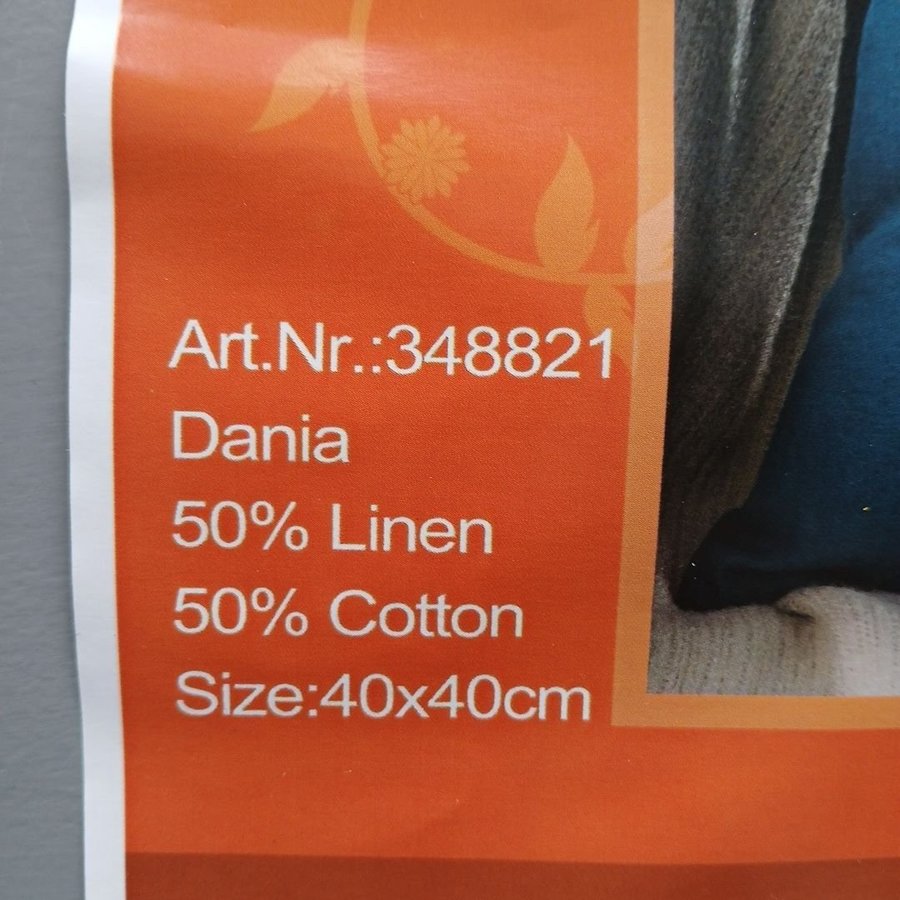 Art.Nr.:348821
Dania
50% Linen
50% Cotton
Size:40x40cm